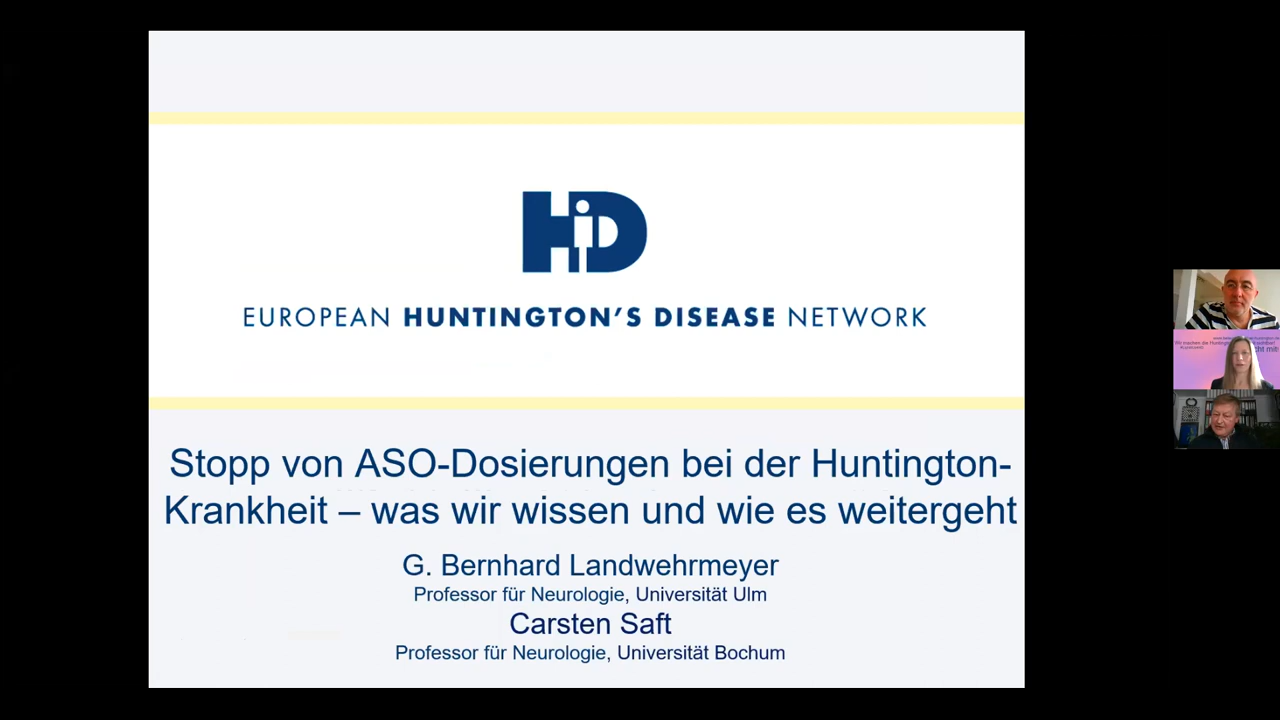 HD
EUROPEAN HUNTINGTON'S DISEASE NETWORK
Stopp von ASO-Dosierungen bei der Huntington-
Krankheit – was wir wissen und wie es weitergeht
G. Bernhard Landwehrmeyer
Professor für Neurologie, Universität Ulm
Carsten Saft
Professor für Neurologie, Universität Bochum